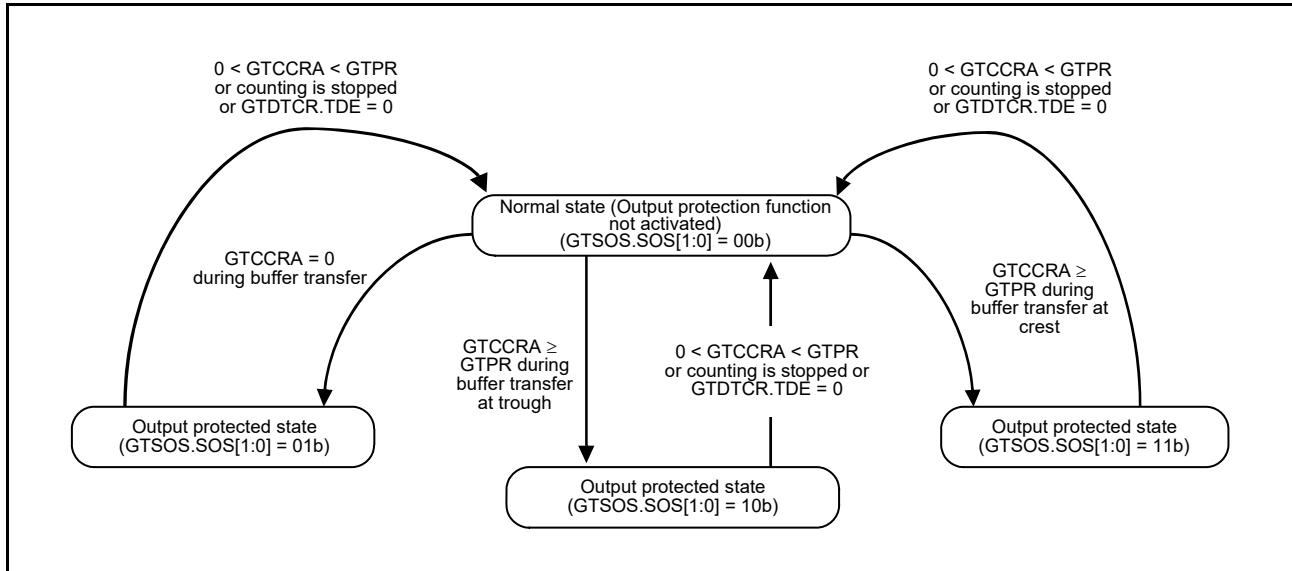 0 < GTCCRA < GTPR
or counting is stopped
or GTDTCR.TDE = 0
0 < GTCCRA < GTPR
or counting is stopped
or GTDTCR.TDE = 0
Normal state (Output protection function
not activated)
(GTSOS.SOS[1:0] = 00b)
GTCCRA = 0
during buffer transfer
GTCCRA ≥
GTPR during
buffer transfer at
crest
GTCCRA ≥
GTPR during
buffer transfer
at trough
0 < GTCCRA < GTPR
or counting is stopped or
GTDTCR.TDE = 0
Output protected state
(GTSOS.SOS[1:0] = 01b)
Output protected state
(GTSOS.SOS[1:0] = 11b)
Output protected state
(GTSOS.SOS[1:0] = 10b)